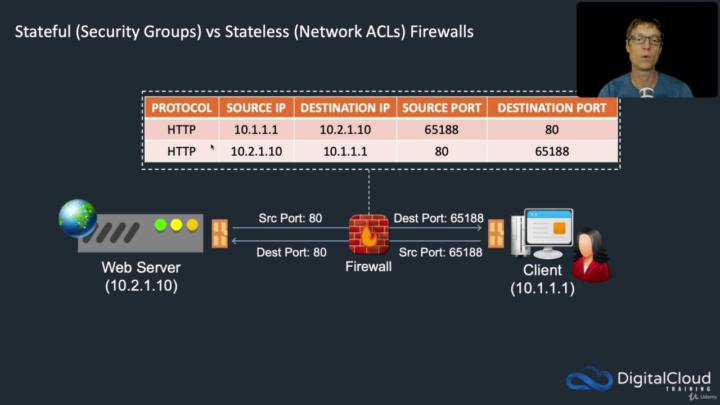 Stateful (Security Groups) vs Stateless (Network ACLs) Firewalls
PROTOCOL SOURCE IP DESTINATION IP SOURCE PORT DESTINATION PORT
HTTP 10.1.1.1 10.2.1.10 65188 80
HTTP 10.2.1.10 10.1.1.1 80 65188
Src Port: 80 Dest Port: 65188
Dest Port: 80 Src Port: 65188
Web Server
(10.2.1.10)
Firewall
Client
(10.1.1.1)
DigitalCloud
TRAINING
Udemy